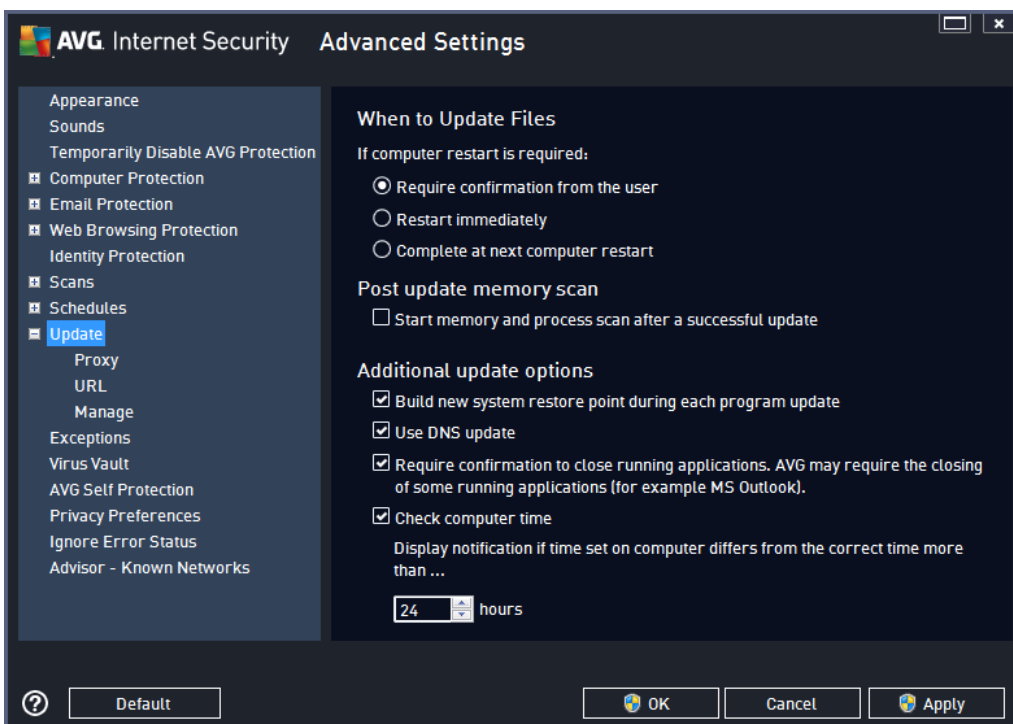 AVG. Internet Security Advanced Settings
Appearance
Sounds
Temporarily Disable AVG Protection
Computer Protection
Email Protection
Web Browsing Protection
Identity Protection
Scans
Schedules
Update
Proxy
URL
Manage
Exceptions
Virus Vault
AVG Self Protection
Privacy Preferences
Ignore Error Status
Advisor - Known Networks
When to Update Files
If computer restart is required:
Require confirmation from the user
Restart immediately
Complete at next computer restart
Post update memory scan
Start memory and process scan after a successful update
Additional update options
Build new system restore point during each program update
Use DNS update
Require confirmation to close running applications. AVG may require the closing
of some running applications (for example MS Outlook).
Check computer time
Display notification if time set on computer differs from the correct time more
than ...
24 hours
? Default OK Cancel Apply